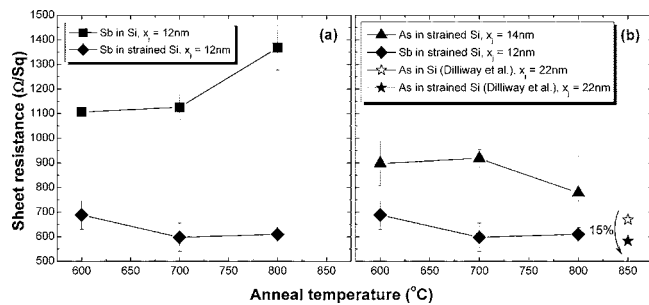 1500
1400
1300
1200
1100
1000
900
800
700
600
500
Sheet resistance (Ω/Sq)
Sb in Si, xj = 12nm
Sb in strained Si, xj = 12nm
(a)
As in strained Si, xj = 14nm
Sb in strained Si, xj = 12nm
As in Si (Dilliway et al.), xj = 22nm
As in strained Si (Dilliway et al.), xj = 22nm
(b)
15%
600 650 700 750 800 850
600 650 700 750 800 850
Anneal temperature (°C)